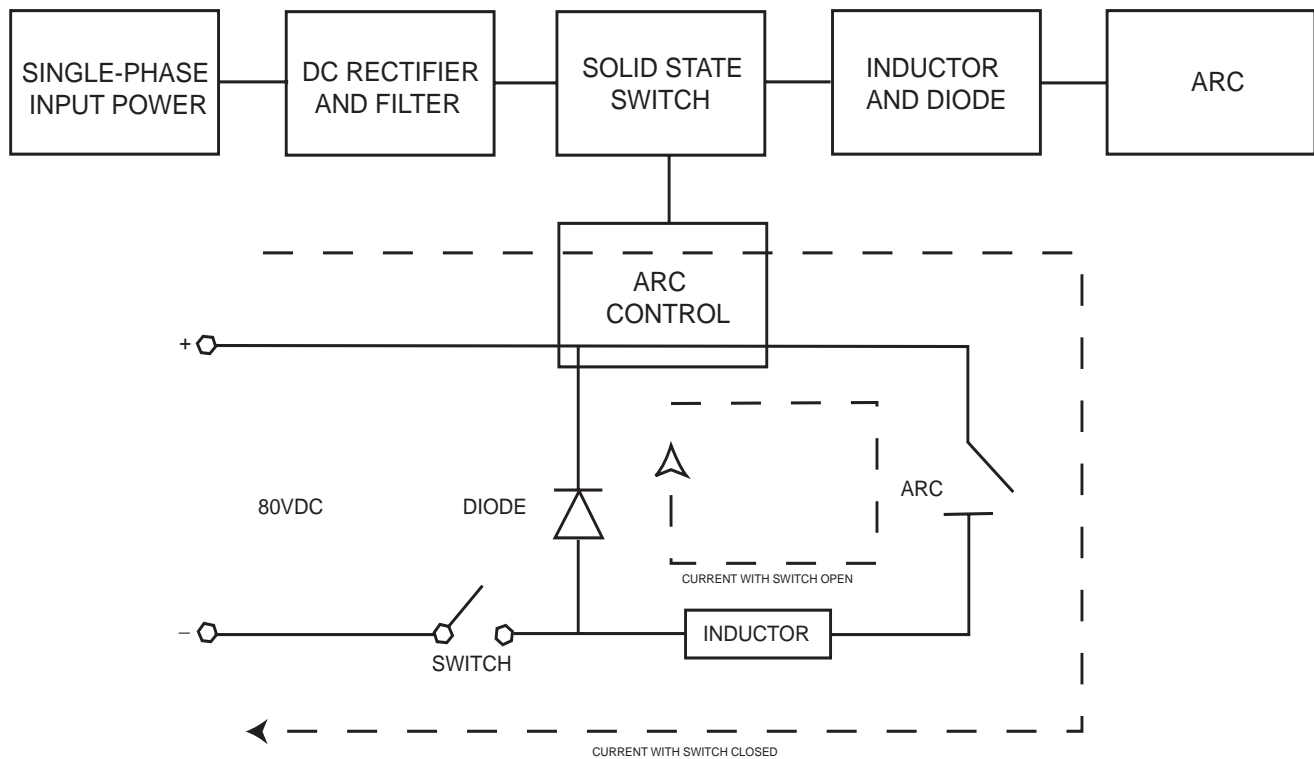 SINGLE-PHASE
INPUT POWER
DC RECTIFIER
AND FILTER
SOLID STATE
SWITCH
INDUCTOR
AND DIODE
ARC
ARC
CONTROL
+
80VDC
DIODE
ARC
CURRENT WITH SWITCH OPEN
–
SWITCH
INDUCTOR
CURRENT WITH SWITCH CLOSED